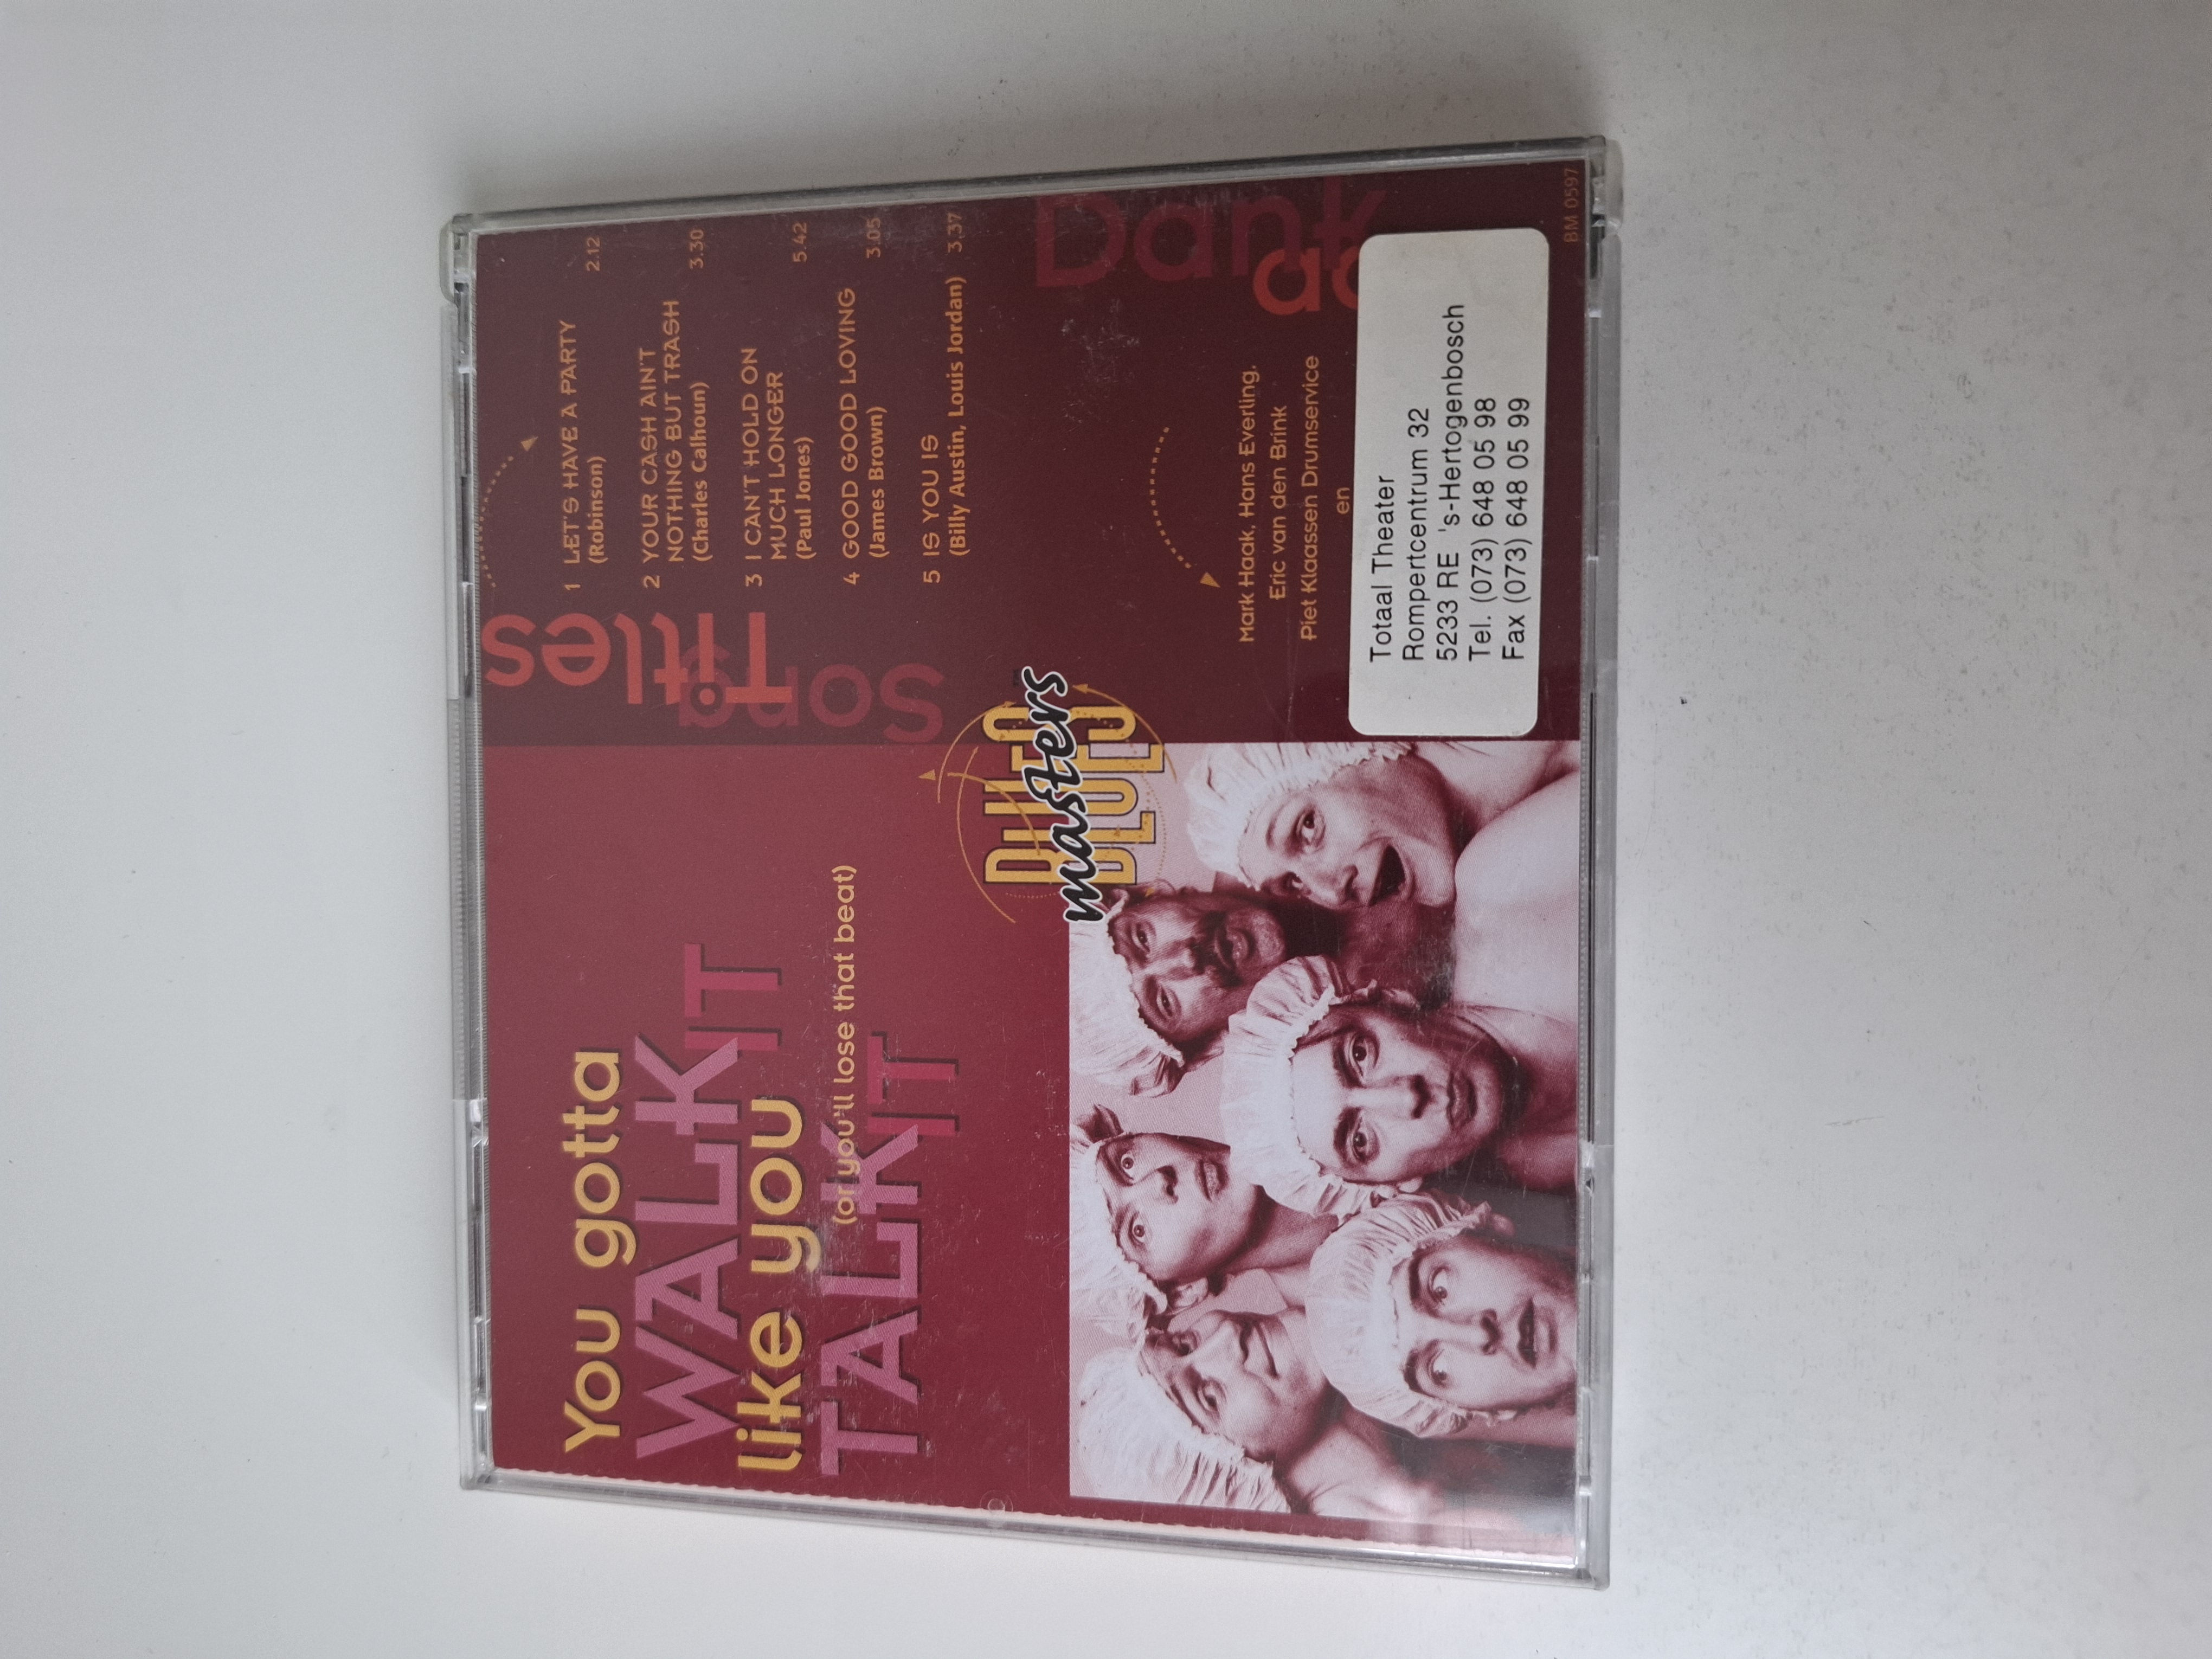 You gotta
WALK IT
like you
TALK IT
(or you'll lose that beat)
BLUES
masters
Song
Titles
1 LET'S HAVE A PARTY 2.12
(Robinson)
2 YOUR CASH AIN'T
NOTHING BUT TRASH 3.30
(Charles Calhoun)
3 I CAN'T HOLD ON
MUCH LONGER 5.42
(Paul Jones)
4 GOOD GOOD LOVING 3.05
(James Brown)
5 IS YOU IS
(Billy Austin, Louis Jordan) 3.37
Dank
Mark Haak, Hans Everling,
Eric van den Brink
Piet Klaassen Drumservice
en
Totaal Theater
Rompertcentrum 32
5233 RE 's-Hertogenbosch
Tel. (073) 648 05 98
Fax (073) 648 05 99
BM 0597